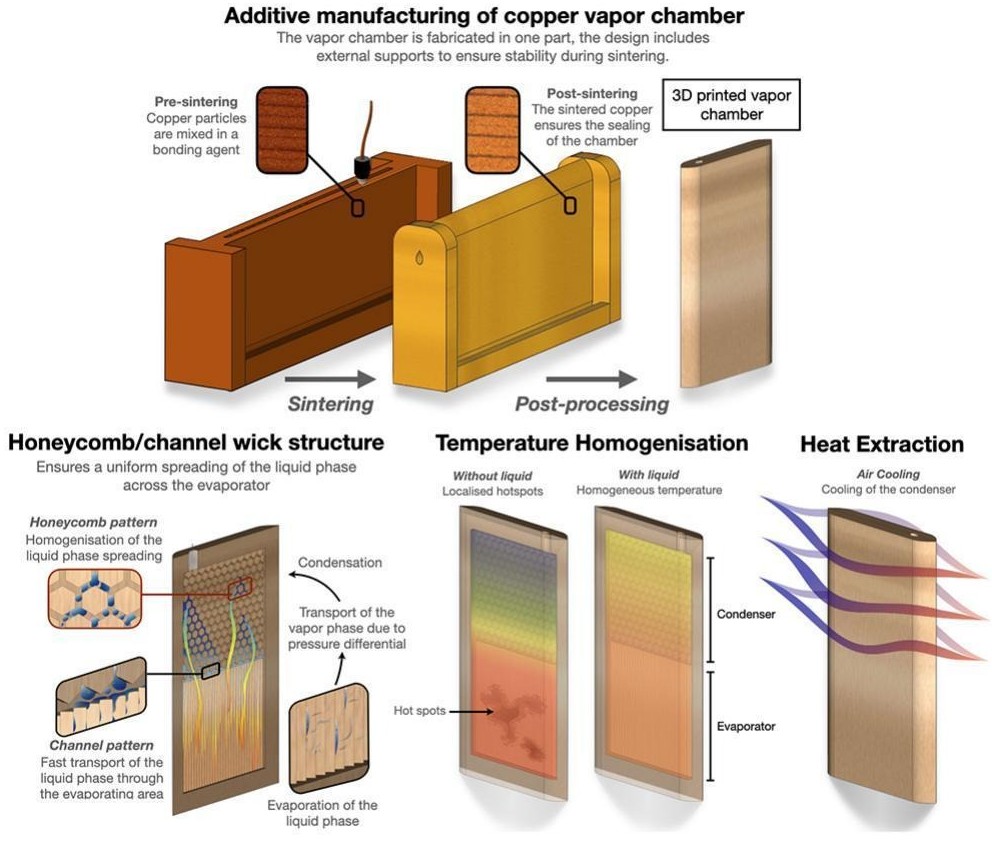 Additive manufacturing of copper vapor chamber
The vapor chamber is fabricated in one part, the design includes
external supports to ensure stability during sintering.
Pre-sintering
Copper particles
are mixed in a
bonding agent
Post-sintering
The sintered copper
ensures the sealing
of the chamber
3D printed vapor
chamber
Sintering
Post-processing
Honeycomb/channel wick structure
Ensures a uniform spreading of the liquid phase
across the evaporator
Honeycomb pattern
Homogenisation of the
liquid phase spreading
Condensation
Transport of the
vapor phase due to
pressure differential
Channel pattern
Fast transport of the
liquid phase through
the evaporating area
Evaporation of the
liquid phase
Temperature Homogenisation
Without liquid
Localised hotspots
With liquid
Homogeneous temperature
Hot spots
Condenser
Evaporator
Heat Extraction
Air Cooling
Cooling of the condenser